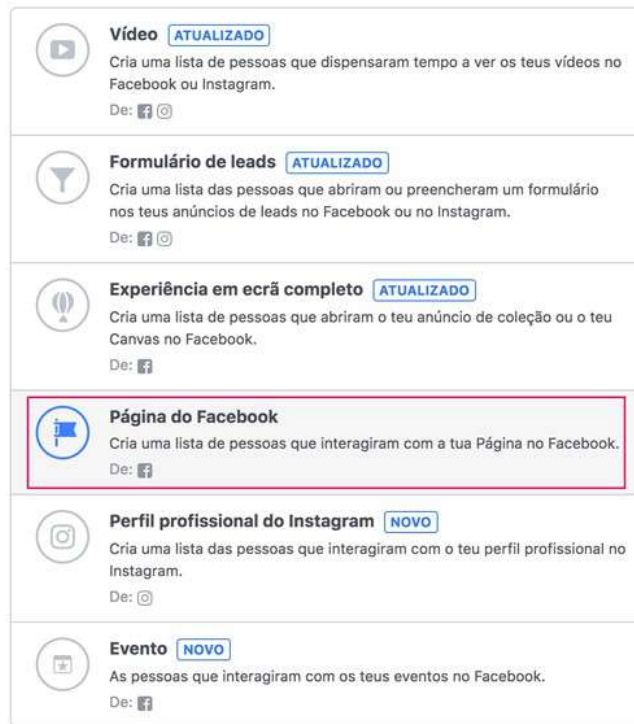 Vídeo ATUALIZADO
Cria uma lista de pessoas que dispensaram tempo a ver os teus vídeos no
Facebook ou Instagram.
De:
Formulário de leads ATUALIZADO
Cria uma lista das pessoas que abriram ou preencheram um formulário
nos teus anúncios de leads no Facebook ou no Instagram.
De:
Experiência em ecrã completo ATUALIZADO
Cria uma lista de pessoas que abriram o teu anúncio de coleção ou o teu
Canvas no Facebook.
De:
Página do Facebook
Cria uma lista de pessoas que interagiram com a tua Página no Facebook.
De:
Perfil profissional do Instagram NOVO
Cria uma lista das pessoas que interagiram com o teu perfil profissional no
Instagram.
De:
Evento NOVO
As pessoas que interagiram com os teus eventos no Facebook.
De: